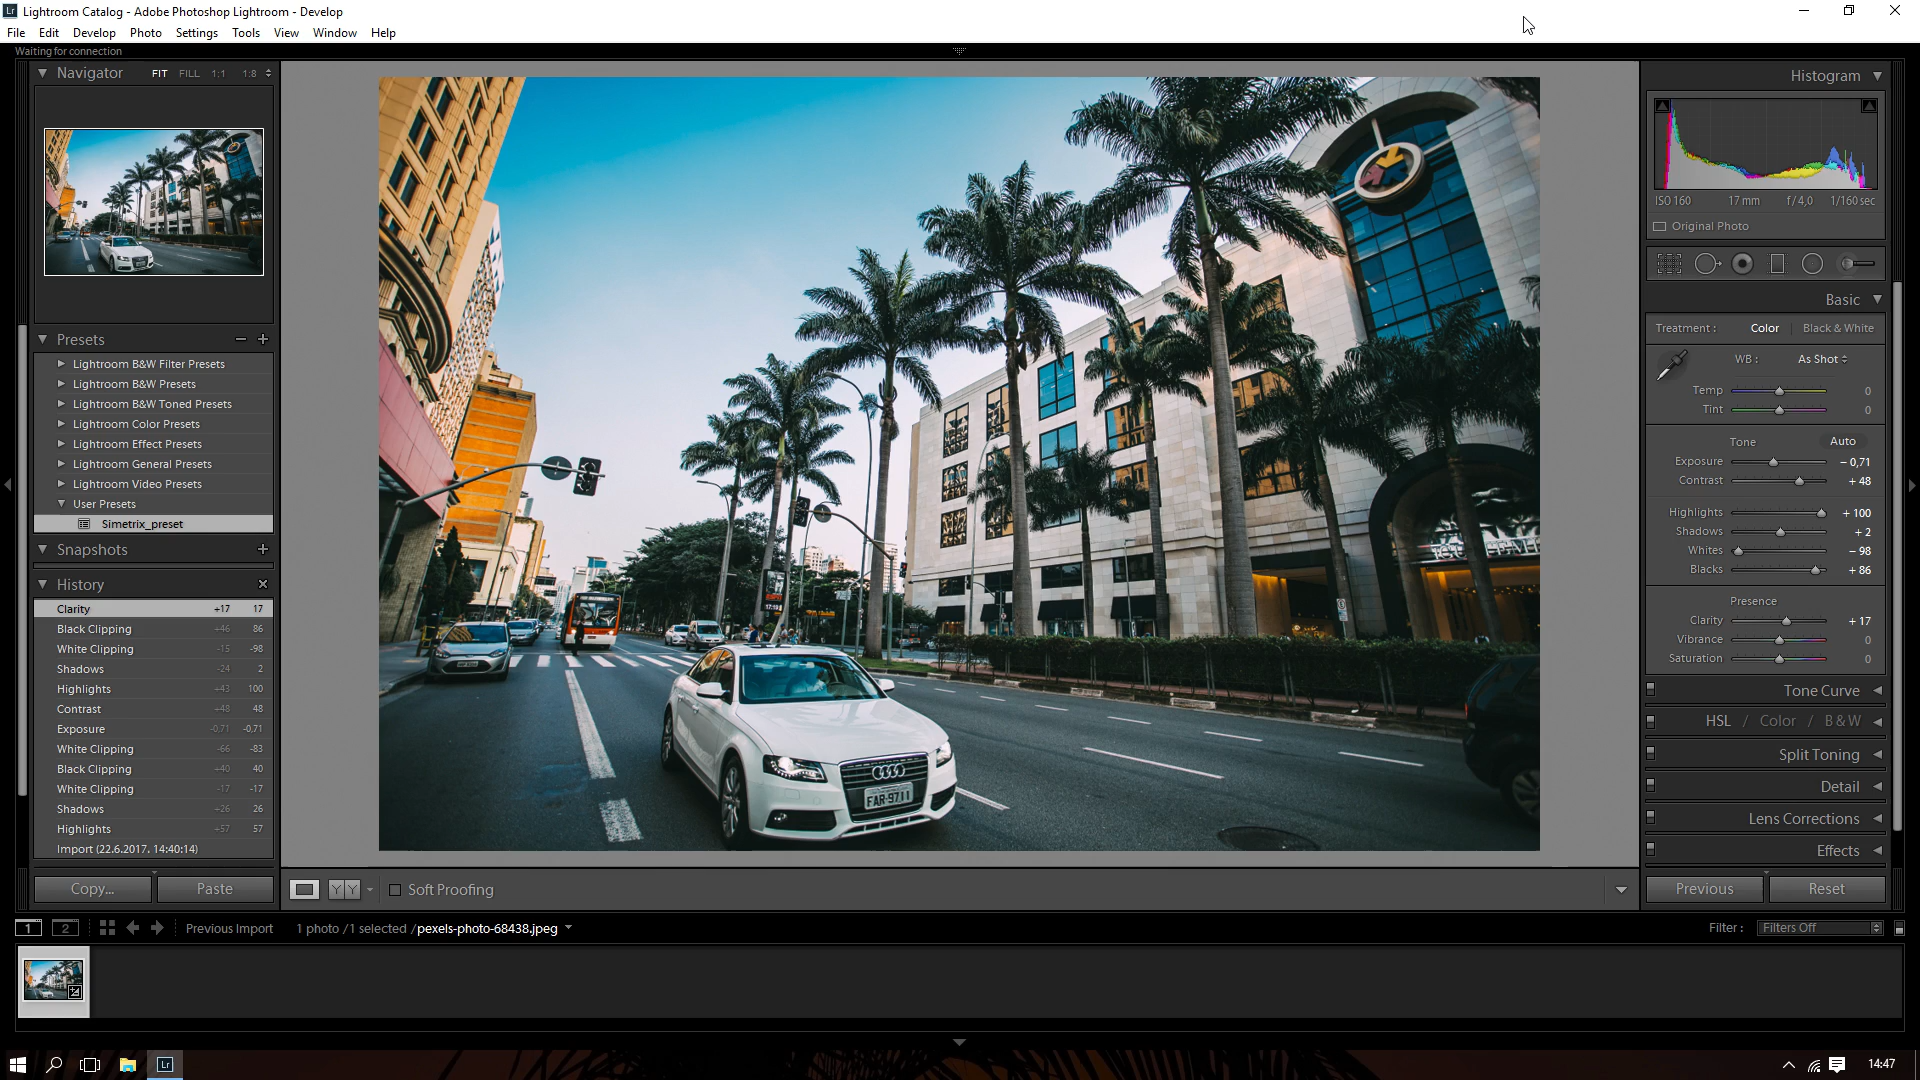 Lightroom Catalog - Adobe Photoshop Lightroom - Develop
File Edit Develop Photo Settings Tools View Window Help
Waiting for connection
Navigator FIT FILL 1:1 1:8
Presets
Lightroom B&W Filter Presets
Lightroom B&W Presets
Lightroom B&W Toned Presets
Lightroom Color Presets
Lightroom Effect Presets
Lightroom General Presets
Lightroom Video Presets
User Presets
Simetrix_preset
Snapshots
History
Clarity +17 17
Black Clipping +46 86
White Clipping -15 -98
Shadows -24 2
Highlights +43 100
Contrast +48 48
Exposure -0,71 -0,71
White Clipping -66 -83
Black Clipping +40 40
White Clipping -17 -17
Shadows +26 26
Highlights +57 57
Import (22.6.2017. 14:40:14)
Copy... Paste
FAR-9711
YY Soft Proofing
Histogram
ISO 160 17 mm f / 4,0 1/160 sec
Original Photo
Basic
Treatment : Color Black & White
WB : As Shot
Temp 0
Tint 0
Tone Auto
Exposure – 0,71
Contrast + 48
Highlights + 100
Shadows + 2
Whites – 98
Blacks + 86
Presence
Clarity + 17
Vibrance 0
Saturation 0
Tone Curve
HSL / Color / B & W
Split Toning
Detail
Lens Corrections
Effects
Previous Reset
1 2 Previous Import 1 photo / 1 selected / pexels-photo-68438.jpeg Filter : Filters Off
Lr 14:47